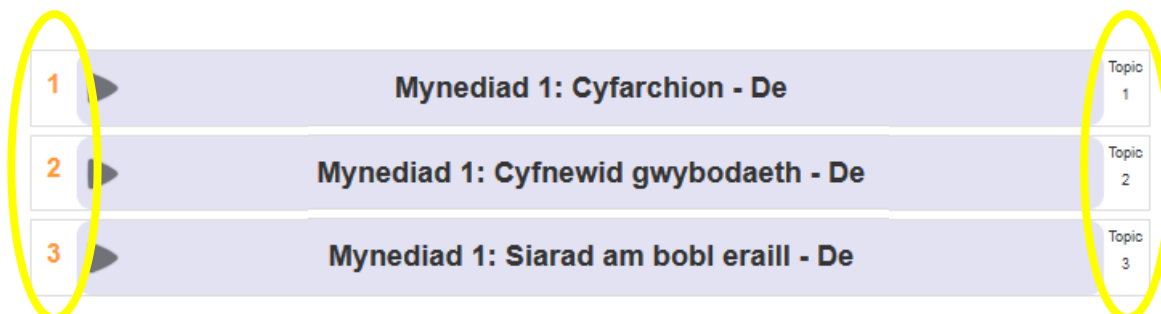 1 Mynediad 1: Cyfarchion - De Topic 1
2 Mynediad 1: Cyfnewid gwybodaeth - De Topic 2
3 Mynediad 1: Siarad am bobl eraill - De Topic 3